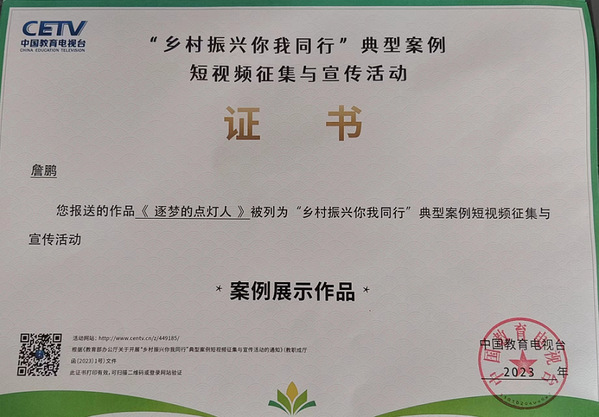 CETV
中国教育电视台
CHINA EDUCATION TELEVISION
“乡村振兴你我同行”典型案例
短视频征集与宣传活动
证 书
詹鹏
您报送的作品《 逐梦的点灯人 》被列为“乡村振兴你我同行”典型案例短视频征集与
宣传活动
* 案例展示作品 *
活动网站: http://www.centv.cn/z/449185/
根据《教育部办公厅关于开展“乡村振兴你我同行”典型案例短视频征集与宣传活动的通知》(教职成厅
函(2023)1号)文件
此证书打印有效,可扫描二维码或登录网站验证
中国教育电视台
2023 年
中国教育电视台